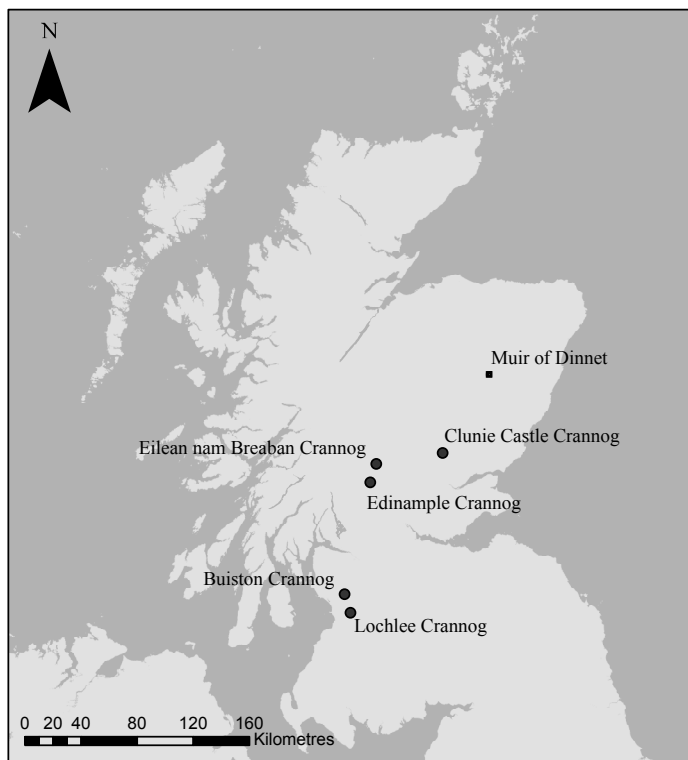 N
Muir of Dinnet
Clunie Castle Crannog
Eilean nam Breaban Crannog
Edinample Crannog
Buiston Crannog
Lochlee Crannog
0 20 40 80 120 160
Kilometres